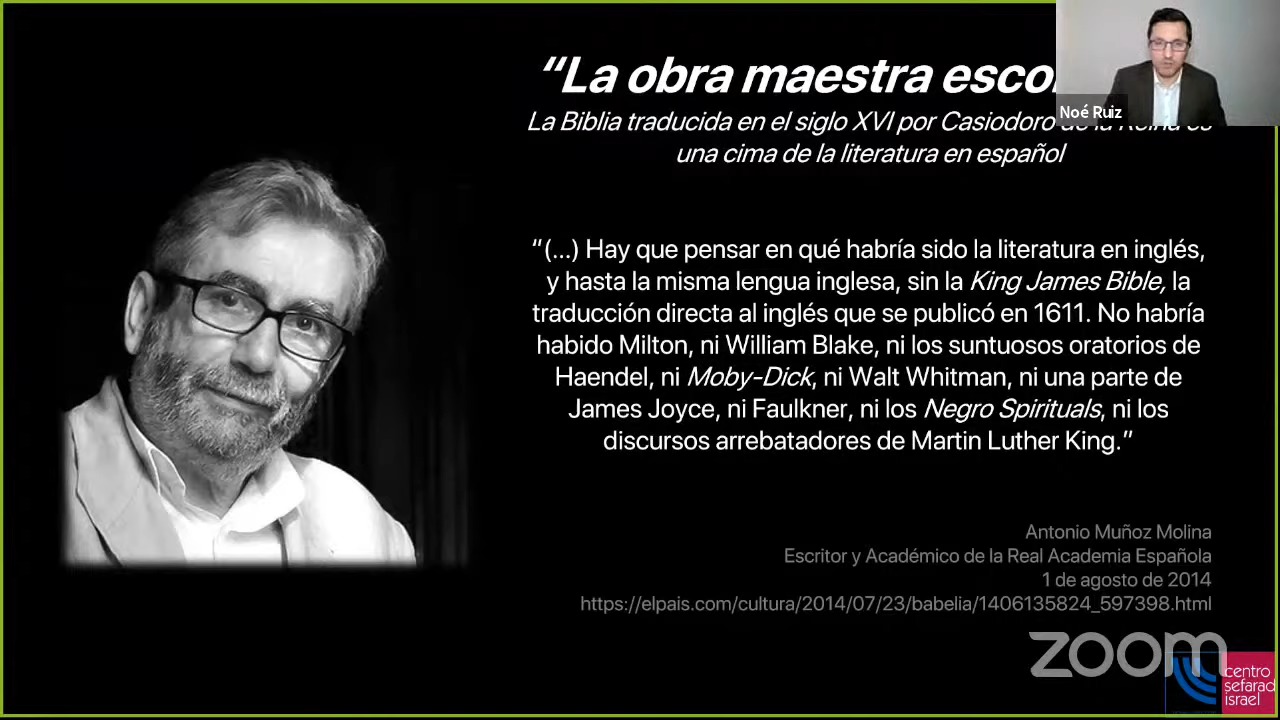 “La obra maestra esco
La Biblia traducida en el siglo XVI por Casiodoro de la Reina es
una cima de la literatura en español
Noé Ruiz
“(...) Hay que pensar en qué habría sido la literatura en inglés,
y hasta la misma lengua inglesa, sin la King James Bible, la
traducción directa al inglés que se publicó en 1611. No habría
habido Milton, ni William Blake, ni los suntuosos oratorios de
Haendel, ni Moby-Dick, ni Walt Whitman, ni una parte de
James Joyce, ni Faulkner, ni los Negro Spirituals, ni los
discursos arrebatadores de Martin Luther King.”
Antonio Muñoz Molina
Escritor y Académico de la Real Academia Española
1 de agosto de 2014
https://elpais.com/cultura/2014/07/23/babelia/1406135824_597398.html
zoom
centro
sefarad
israel